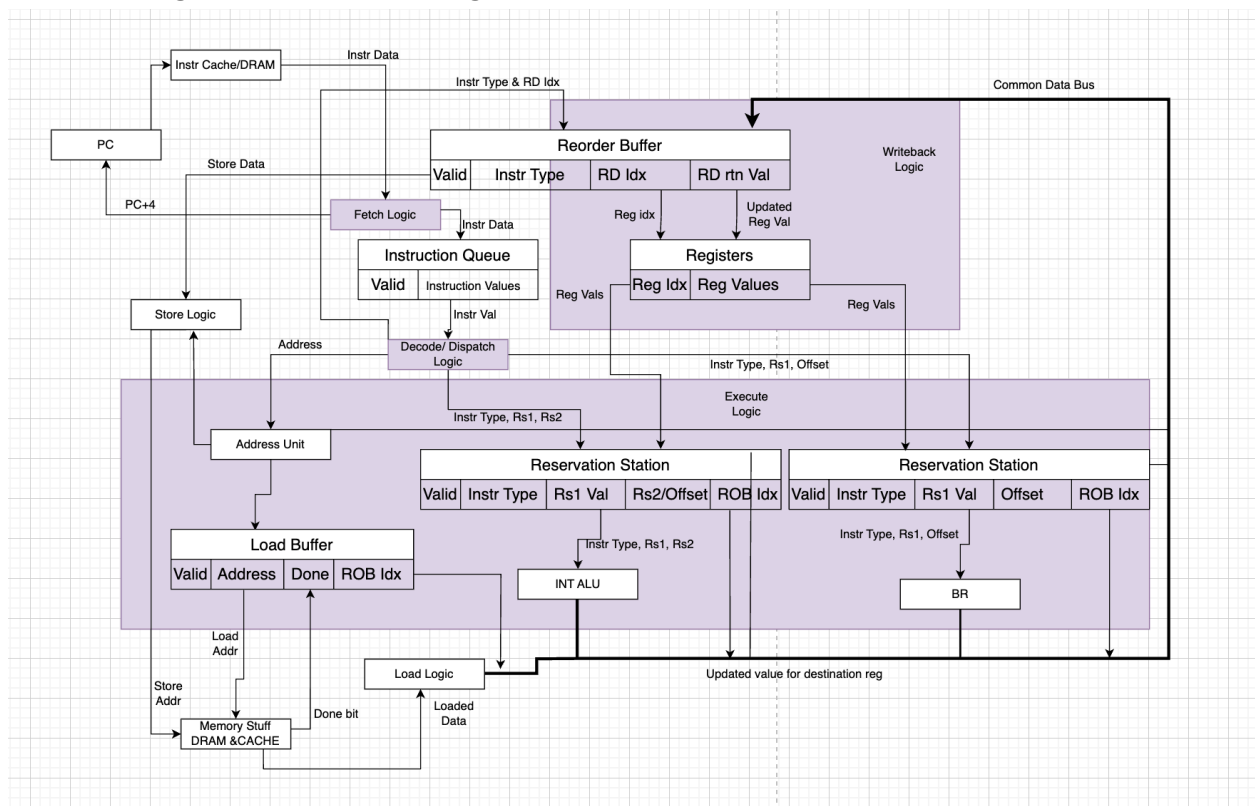 Instr Data
Instr Cache/DRAM
Instr Type & RD Idx
Common Data Bus
PC
Reorder Buffer
Writeback
Logic
Store Data
Valid
Instr Type
RD Idx
RD rtn Val
PC+4
Fetch Logic
Instr Data
Reg idx
Updated
Reg Val
Instruction Queue
Registers
Valid
Instruction Values
Reg Idx
Reg Values
Reg Vals
Reg Vals
Store Logic
Instr Val
Address
Decode/ Dispatch
Logic
Instr Type, Rs1, Offset
Execute
Logic
Instr Type, Rs1, Rs2
Address Unit
Reservation Station
Valid
Instr Type
Rs1 Val
Rs2/Offset
ROB Idx
Reservation Station
Valid
Instr Type
Rs1 Val
Offset
ROB Idx
Load Buffer
Valid
Address
Done
ROB Idx
Instr Type, Rs1, Rs2
Instr Type, Rs1, Offset
INT ALU
BR
Load
Addr
Load Logic
Updated value for destination reg
Store
Addr
Done bit
Loaded
Data
Memory Stuff
DRAM &CACHE